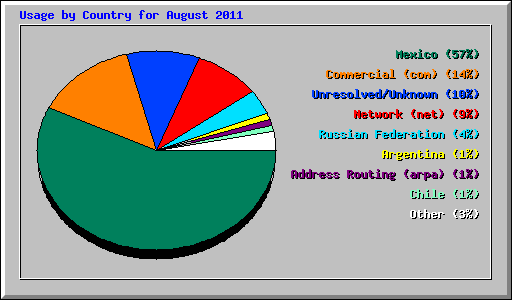 Usage by Country for August 2011
Mexico (57%)
Commercial (com) (14%)
Unresolved/Unknown (10%)
Network (net) (9%)
Russian Federation (4%)
Argentina (1%)
Address Routing (arpa) (1%)
Chile (1%)
Other (3%)